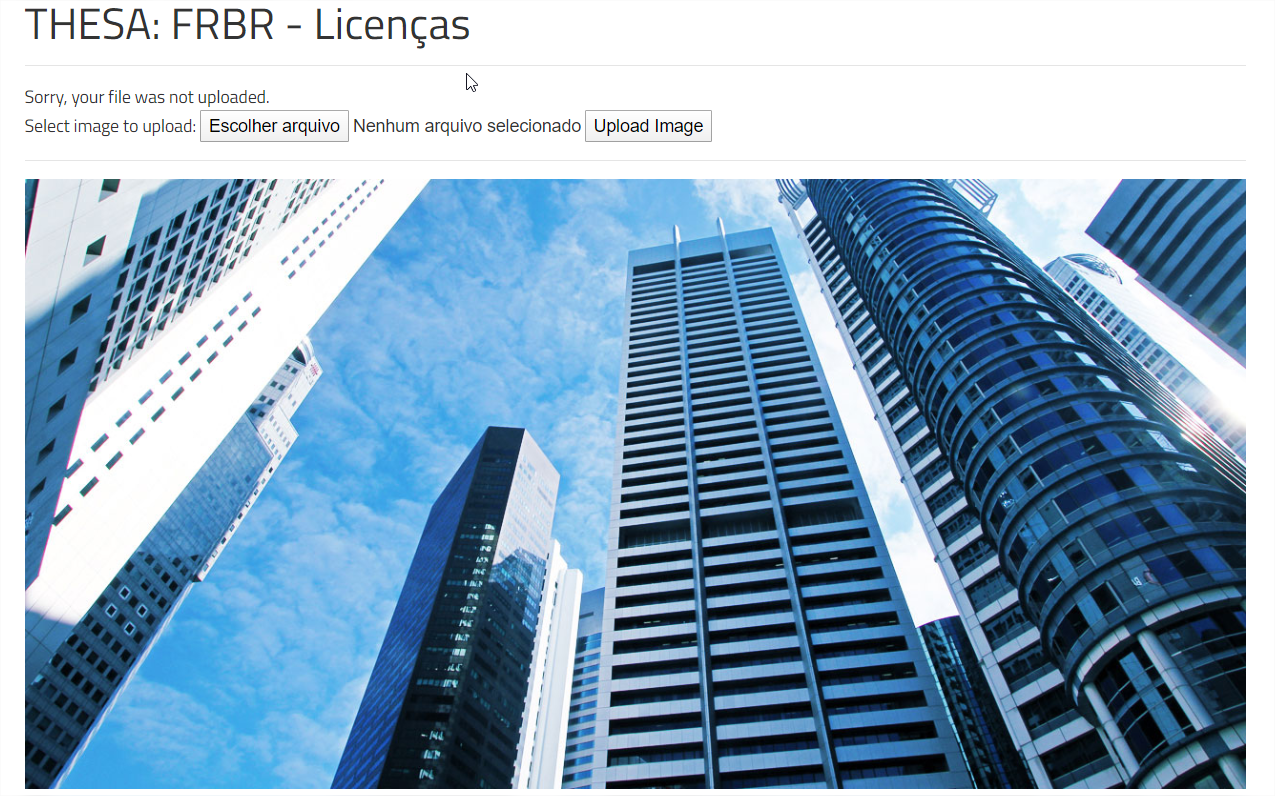 THESA: FRBR - Licenças
Sorry, your file was not uploaded.
Select image to upload: Escolher arquivo Nenhum arquivo selecionado Upload Image